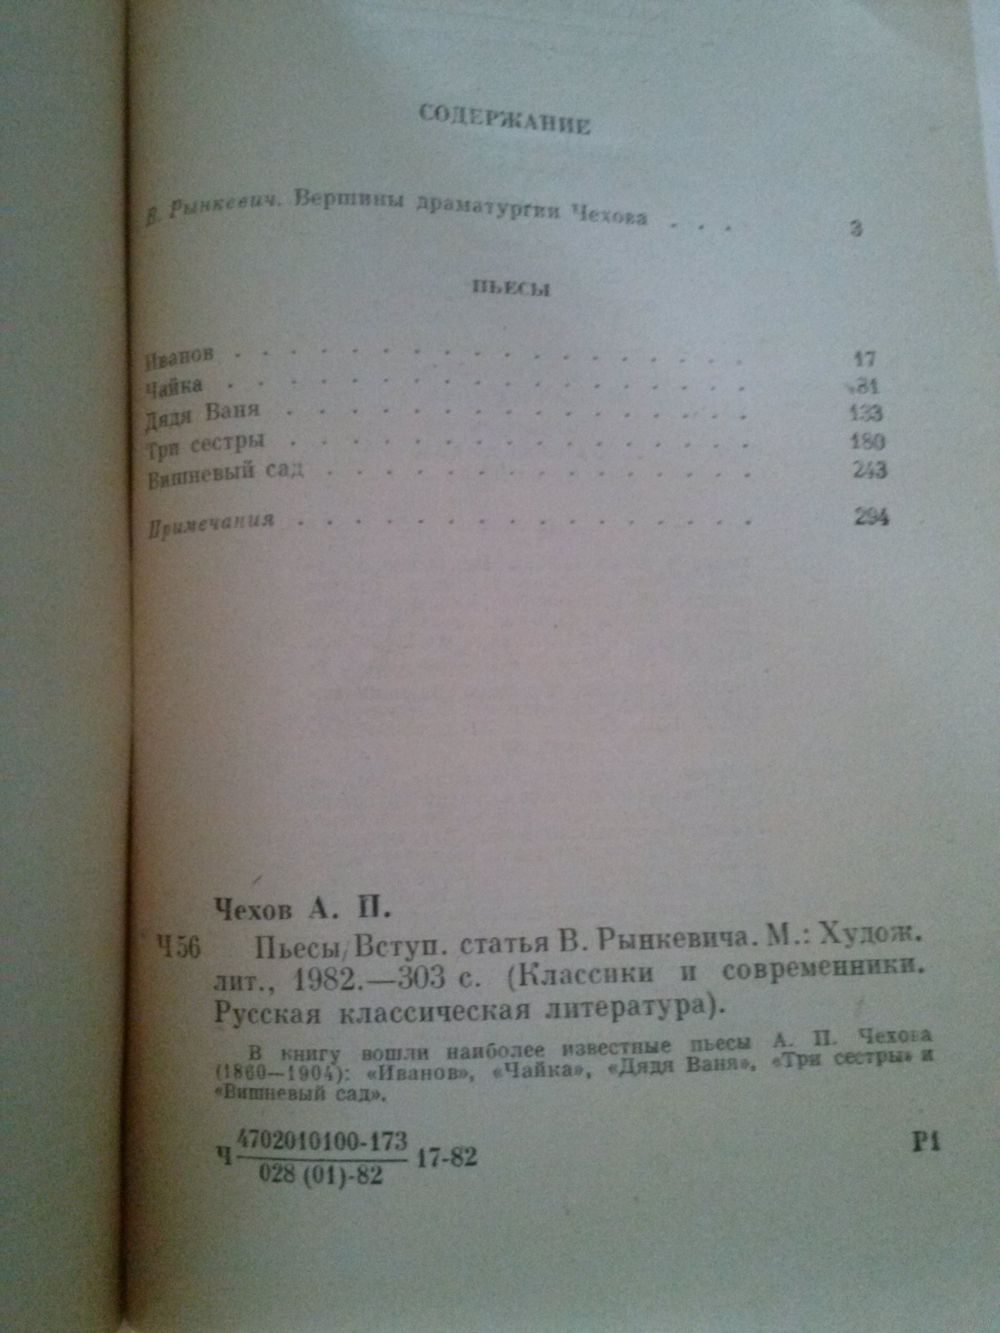 СОДЕРЖАНИЕ
В. Рынкевич. Вершины драматургии Чехова . . . 3
ПЬЕСЫ
Иванов . . . . . . . . . . . . . . . . . . 17
Чайка . . . . . . . . . . . . . . . . . . 81
Дядя Ваня . . . . . . . . . . . . . . . . 133
Три сестры . . . . . . . . . . . . . . . . 180
Вишневый сад . . . . . . . . . . . . . . . 243
Примечания . . . . . . . . . . . . . . . . 294
Чехов А. П.
Ч56 Пьесы/Вступ. статья В. Рынкевича. М.: Худож.
лит., 1982.—303 с. (Классики и современники.
Русская классическая литература).
В книгу вошли наиболее известные пьесы А. П. Чехова
(1860—1904): «Иванов», «Чайка», «Дядя Ваня», «Три сестры» и
«Вишневый сад».
Ч 4702010100-173 / 028 (01)-82 17-82 Р1